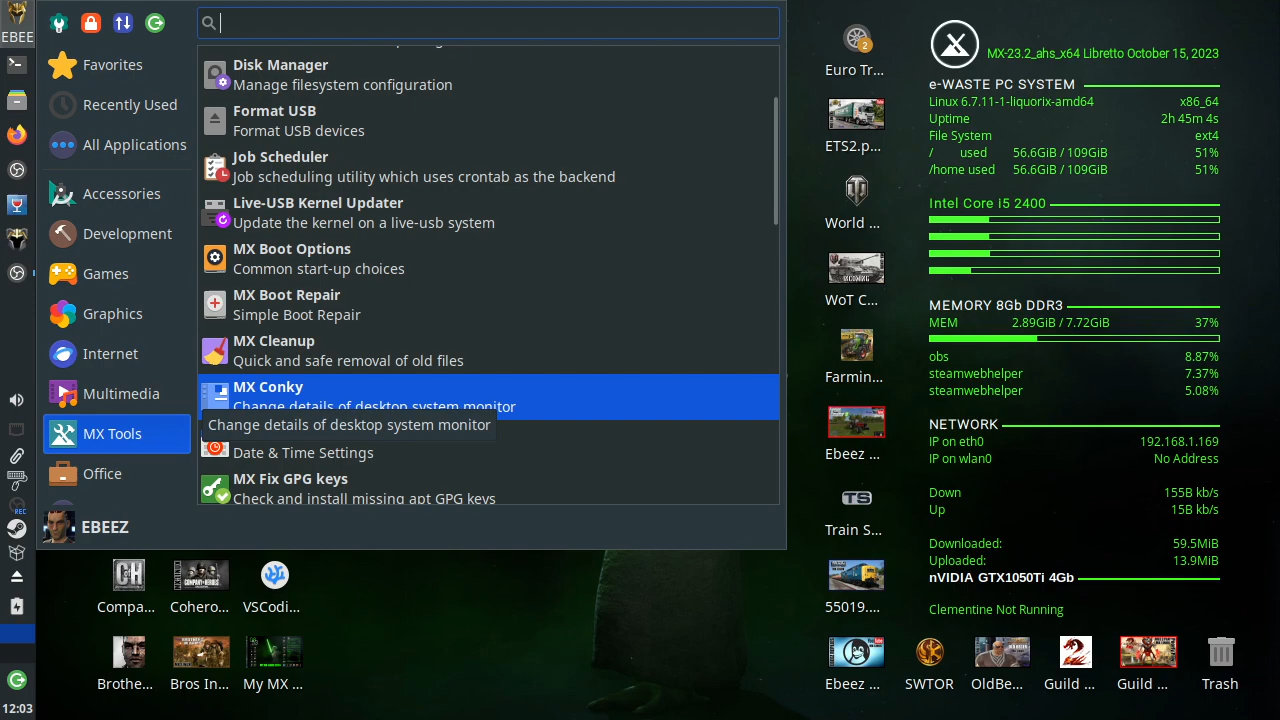 EBEE
Favorites
Recently Used
All Applications
Accessories
Development
Games
Graphics
Internet
Multimedia
MX Tools
Office
EBEEZ
Disk Manager
Manage filesystem configuration
Format USB
Format USB devices
Job Scheduler
Job scheduling utility which uses crontab as the backend
Live-USB Kernel Updater
Update the kernel on a live-usb system
MX Boot Options
Common start-up choices
MX Boot Repair
Simple Boot Repair
MX Cleanup
Quick and safe removal of old files
MX Conky
Change details of desktop system monitor
Change details of desktop system monitor
Date & Time Settings
MX Fix GPG keys
Check and install missing apt GPG keys
REC
12:03
Compa...
Cohero...
VSCodi...
Brothe...
Bros In...
My MX ...
2
Euro Tr...
ETS2.p...
World ...
WoT C...
Farmin...
Ebeez ...
TS
Train S...
55019....
Ebeez ...
SWTOR
OldBe...
Guild ...
Guild ...
Trash
MX-23.2_ahs_x64 Libretto October 15, 2023
e-WASTE PC SYSTEM
Linux 6.7.11-1-liquorix-amd64 x86_64
Uptime 2h 45m 4s
File System ext4
/ used 56.6GiB / 109GiB 51%
/home used 56.6GiB / 109GiB 51%
Intel Core i5 2400
MEMORY 8Gb DDR3
MEM 2.89GiB / 7.72GiB 37%
obs 8.87%
steamwebhelper 7.37%
steamwebhelper 5.08%
NETWORK
IP on eth0 192.168.1.169
IP on wlan0 No Address
Down 155B kb/s
Up 15B kb/s
Downloaded: 59.5MiB
Uploaded: 13.9MiB
nVIDIA GTX1050Ti 4Gb
Clementine Not Running